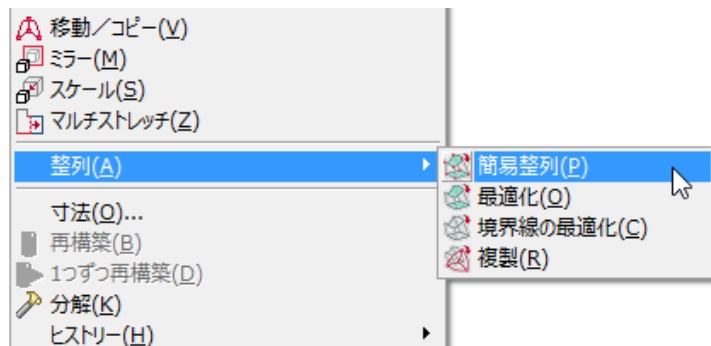 移動／コピー(V)
ミラー(M)
スケール(S)
マルチストレッチ(Z)
整列(A)
簡易整列(P)
最適化(O)
境界線の最適化(C)
複製(R)
寸法(O)...
再構築(B)
1つずつ再構築(D)
分解(K)
ヒストリー(H)